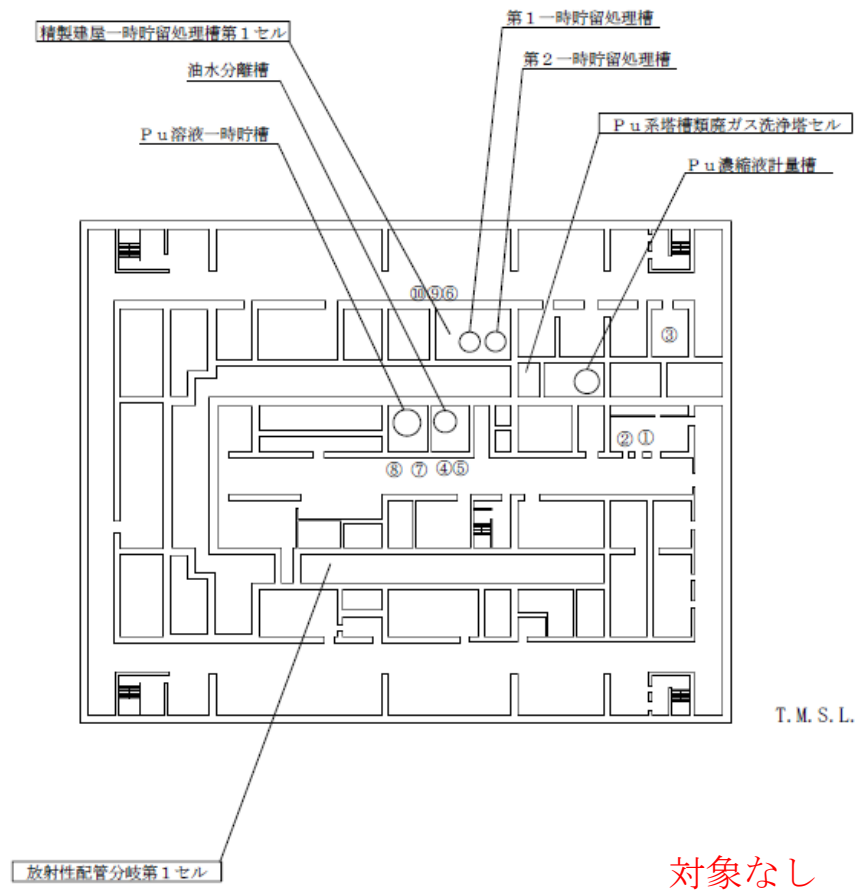 第１一時貯留処理槽
精製建屋一時貯留処理槽第１セル
第２一時貯留処理槽
油水分離槽
Ｐｕ系塔槽類廃ガス洗浄塔セル
Ｐｕ溶液一時貯槽
Ｐｕ濃縮液計量槽
⑩⑨⑥
③
② ①
⑧ ⑦ ④⑤
T.M.S.L.
放射性配管分岐第１セル
対象なし